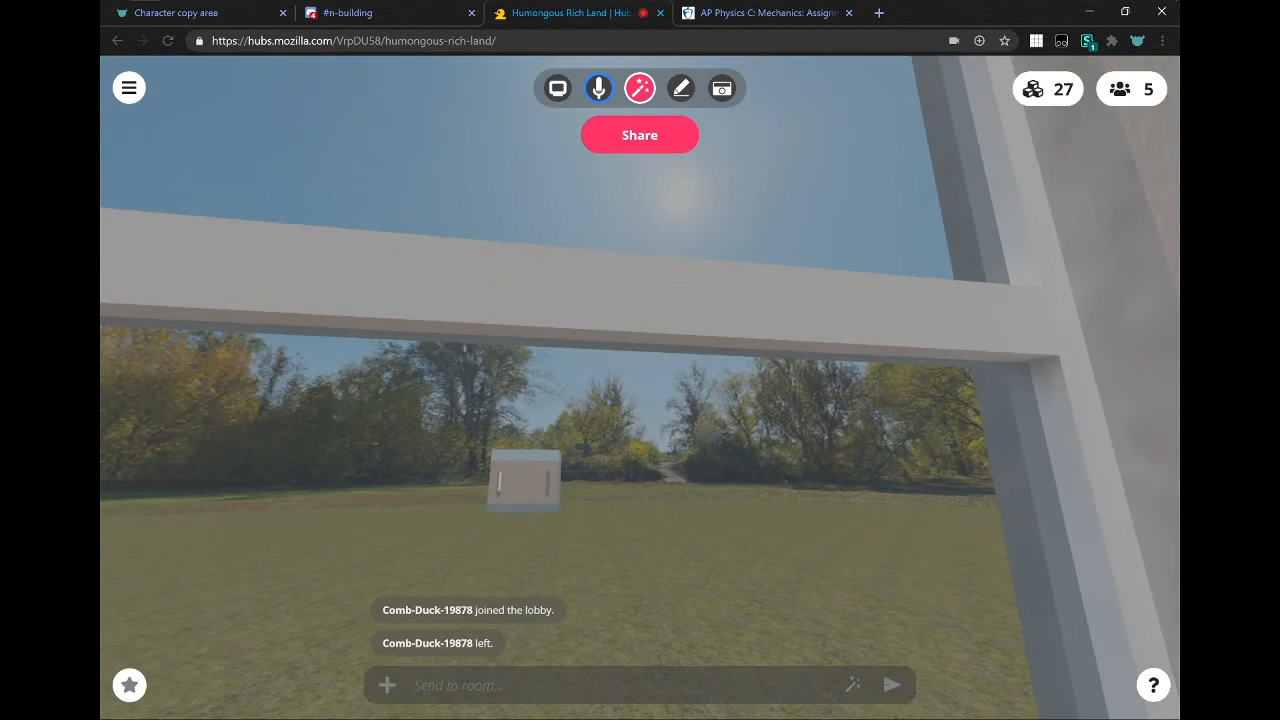 Character copy area
#n-building
Humongous Rich Land | Hub
AP Physics C: Mechanics: Assignm
https://hubs.mozilla.com/VrpDU58/humongous-rich-land/
1
27
5
Share
Comb-Duck-19878 joined the lobby.
Comb-Duck-19878 left.
Send to room...
?